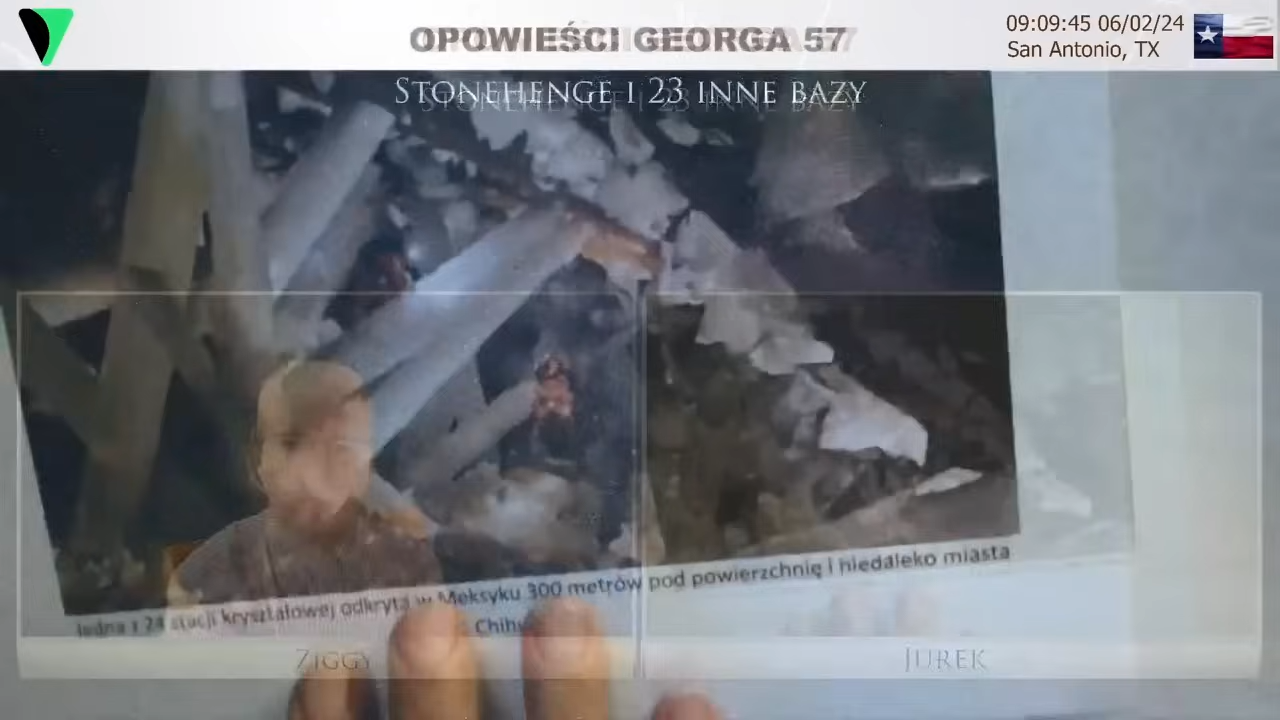 OPOWIEŚCI GEORGA 57
09:09:45 06/02/24
San Antonio, TX
STONEHENGE I 23 INNE BAZY
Jedna z 24 stacji kryształowej odkryta w Meksyku 300 metrów pod powierzchnię i niedaleko miasta
ZIGGY
JUREK